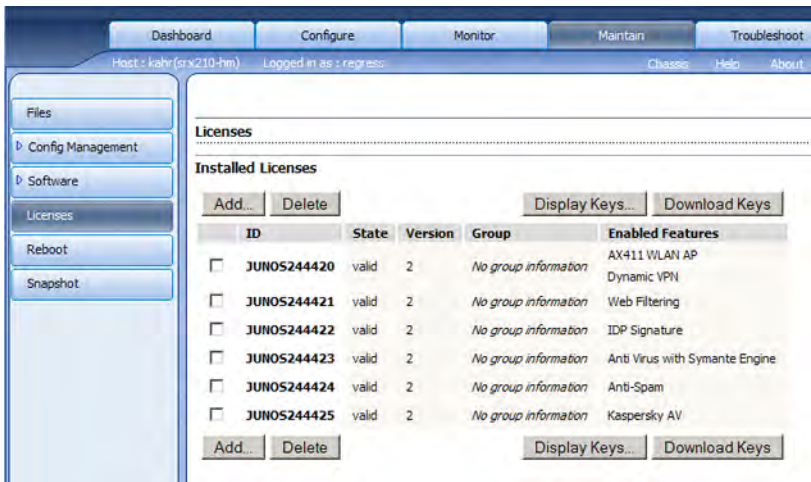 Dashboard Configure Monitor Maintain Troubleshoot
Host : kahr(srx210-hm) Logged in as : regress Chassis Help About
Files
Config Management
Software
Licenses
Reboot
Snapshot
Licenses
Installed Licenses
Add... Delete Display Keys... Download Keys
ID State Version Group Enabled Features
JUNOS244420 valid 2 No group information AX411 WLAN AP
Dynamic VPN
JUNOS244421 valid 2 No group information Web Filtering
JUNOS244422 valid 2 No group information IDP Signature
JUNOS244423 valid 2 No group information Anti Virus with Symante Engine
JUNOS244424 valid 2 No group information Anti-Spam
JUNOS244425 valid 2 No group information Kaspersky AV
Add... Delete Display Keys... Download Keys